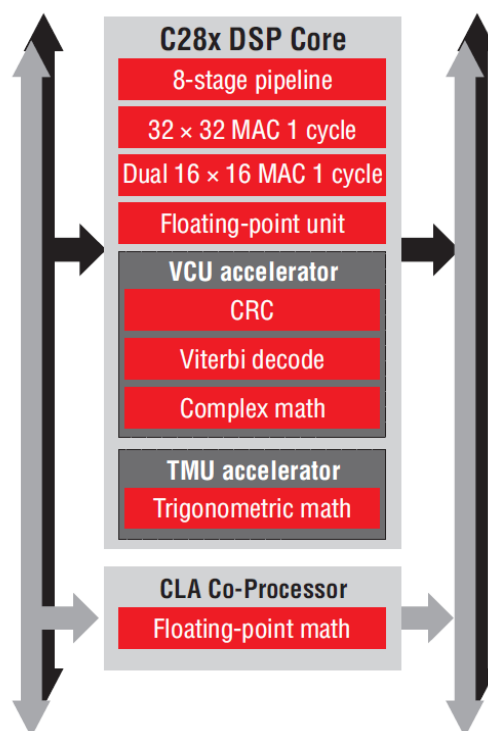 C28x DSP Core
8-stage pipeline
32 × 32 MAC 1 cycle
Dual 16 × 16 MAC 1 cycle
Floating-point unit
VCU accelerator
CRC
Viterbi decode
Complex math
TMU accelerator
Trigonometric math
CLA Co-Processor
Floating-point math